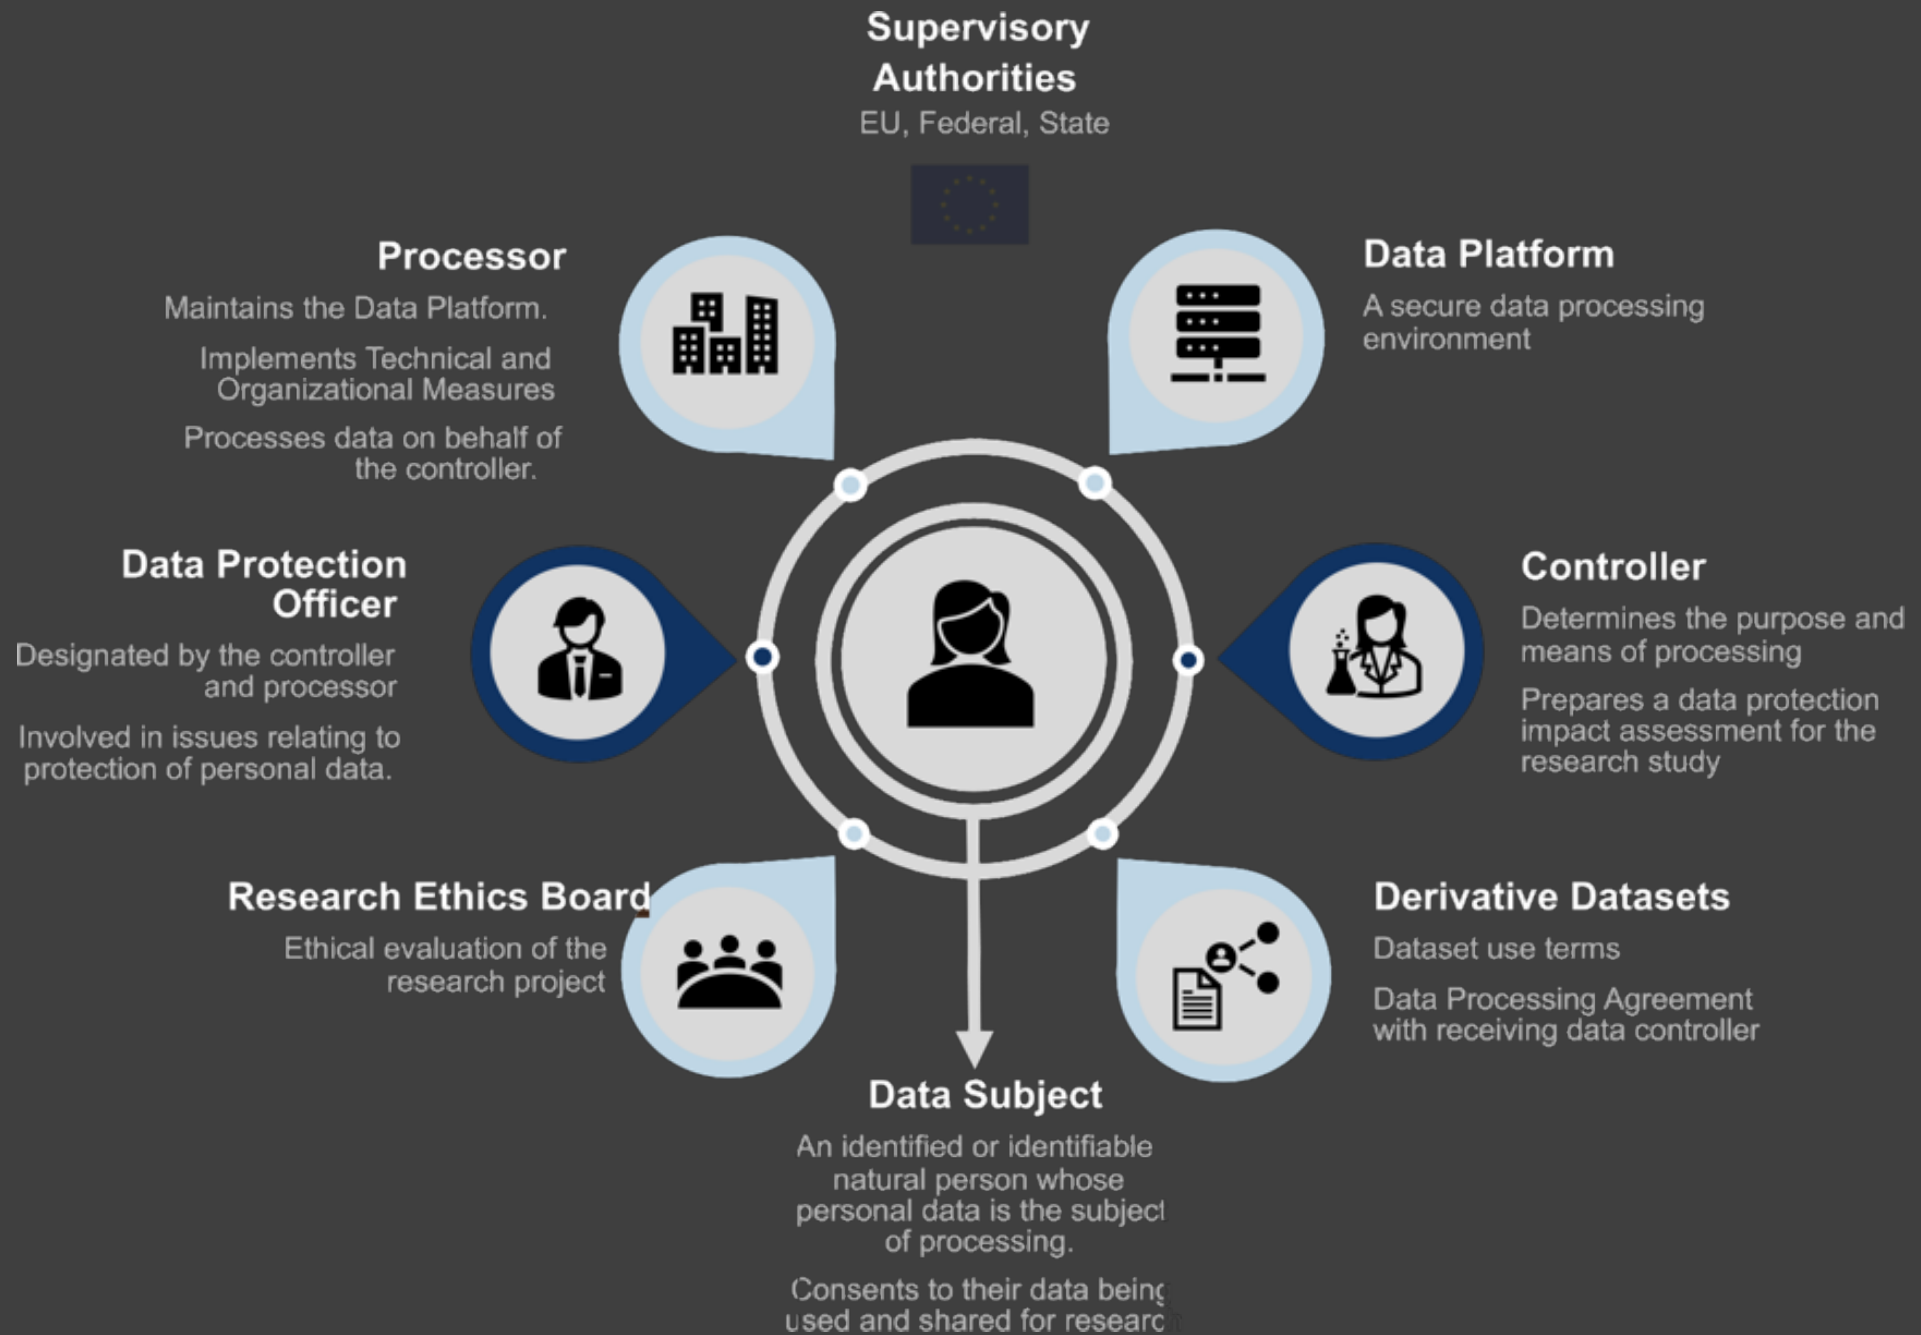 Supervisory
Authorities
EU, Federal, State
Processor
Maintains the Data Platform.
Implements Technical and
Organizational Measures
Processes data on behalf of
the controller.
Data Platform
A secure data processing
environment
Data Protection
Officer
Designated by the controller
and processor
Involved in issues relating to
protection of personal data.
Controller
Determines the purpose and
means of processing
Prepares a data protection
impact assessment for the
research study
Research Ethics Board
Ethical evaluation of the
research project
Derivative Datasets
Dataset use terms
Data Processing Agreement
with receiving data controller
Data Subject
An identified or identifiable
natural person whose
personal data is the subject
of processing.
Consents to their data being
used and shared for researc